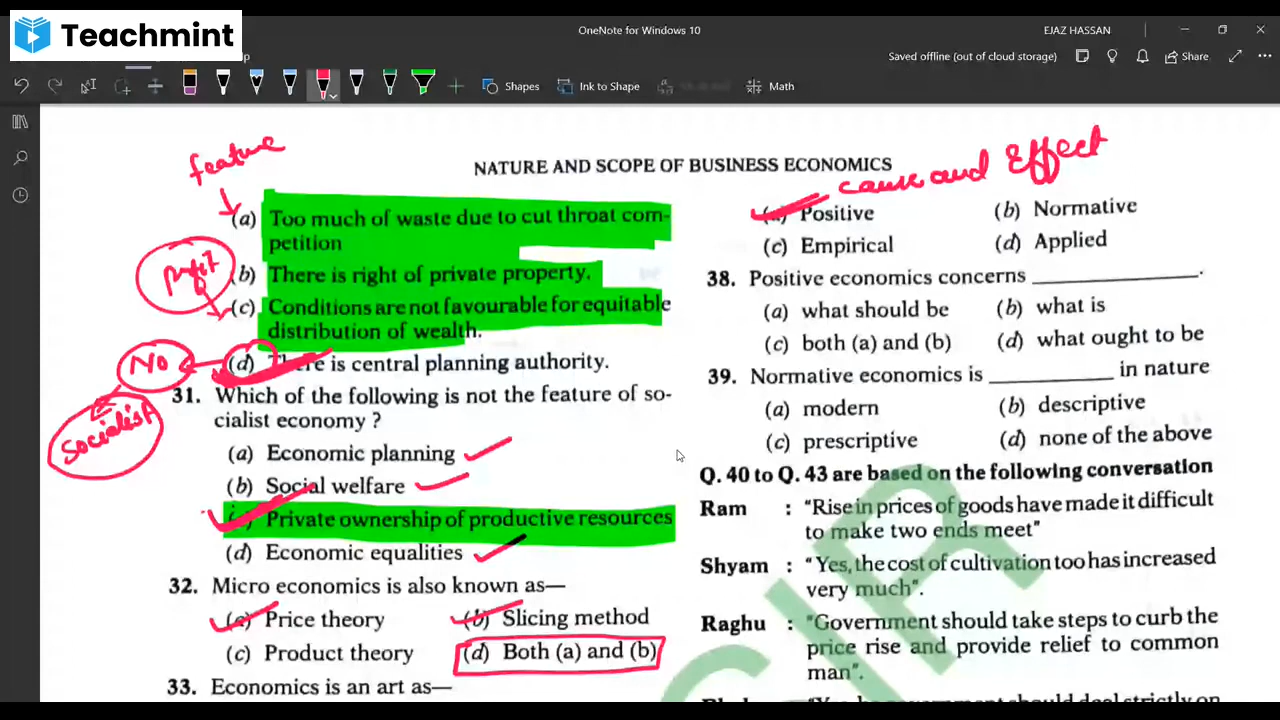 Teachmint
OneNote for Windows 10
EJAZ HASSAN
Saved offline (out of cloud storage)
Share
Shapes
Ink to Shape
Math
NATURE AND SCOPE OF BUSINESS ECONOMICS
feature
(a) Too much of waste due to cut throat com-
petition
Profit
(b) There is right of private property.
(c) Conditions are not favourable for equitable
distribution of wealth.
No
(d) There is central planning authority.
Socialist
31. Which of the following is not the feature of so-
cialist economy ?
(a) Economic planning
(b) Social welfare
(c) Private ownership of productive resources
(d) Economic equalities
32. Micro economics is also known as—
(a) Price theory (b) Slicing method
(c) Product theory (d) Both (a) and (b)
33. Economics is an art as—
cause and Effect
(a) Positive (b) Normative
(c) Empirical (d) Applied
38. Positive economics concerns ____________.
(a) what should be (b) what is
(c) both (a) and (b) (d) what ought to be
39. Normative economics is _________ in nature
(a) modern (b) descriptive
(c) prescriptive (d) none of the above
Q. 40 to Q. 43 are based on the following conversation
Ram : "Rise in prices of goods have made it difficult
to make two ends meet"
Shyam : "Yes, the cost of cultivation too has increased
very much".
Raghu : "Government should take steps to curb the
price rise and provide relief to common
man".
CIR